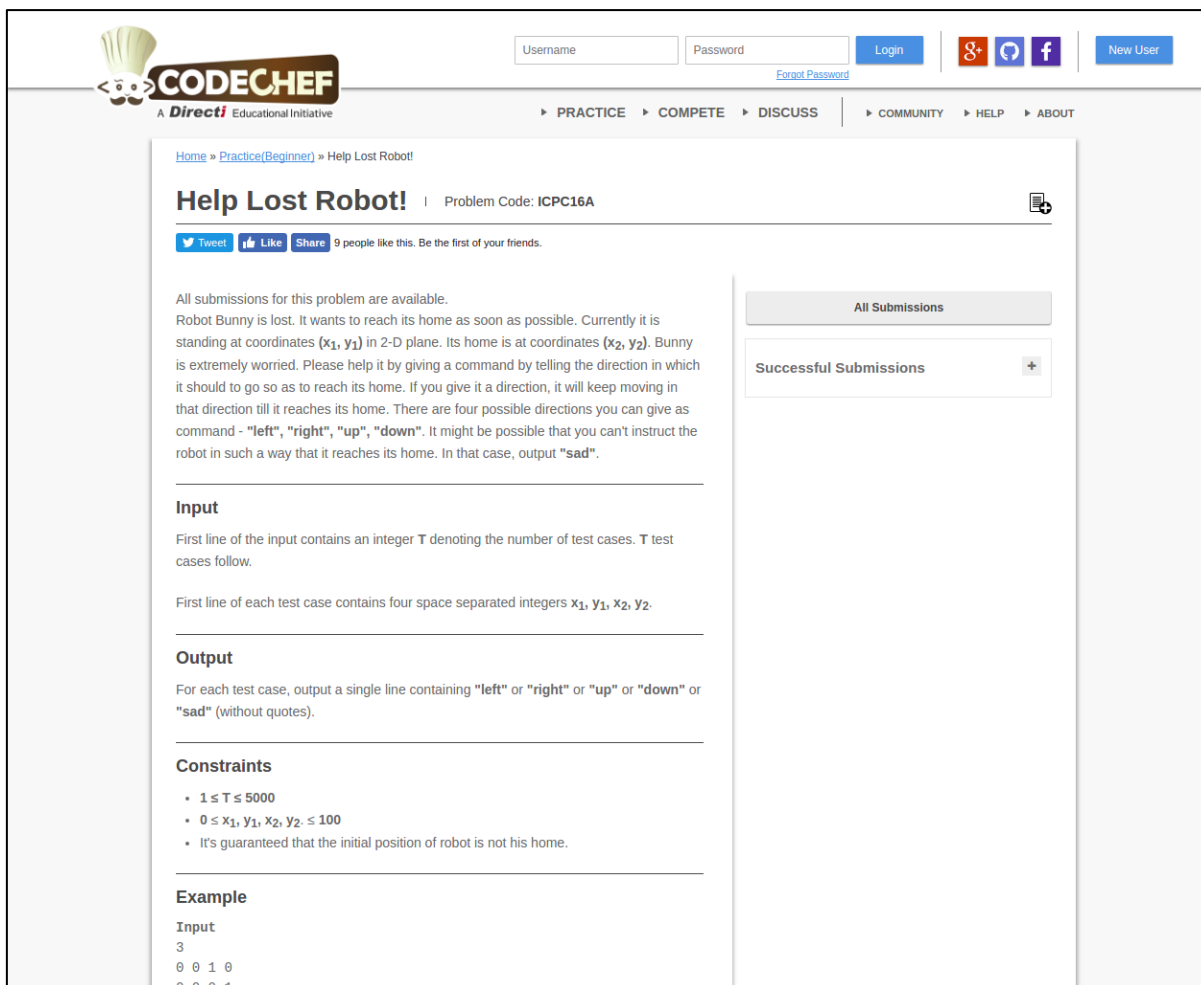 Username Password Login 8+ f New User
Forgot Password
CODECHEF
A Directi Educational Initiative
PRACTICE COMPETE DISCUSS COMMUNITY HELP ABOUT
Home » Practice(Beginner) » Help Lost Robot!
Help Lost Robot! | Problem Code: ICPC16A
Tweet Like Share 9 people like this. Be the first of your friends.
All submissions for this problem are available.
Robot Bunny is lost. It wants to reach its home as soon as possible. Currently it is
standing at coordinates (x1, y1) in 2-D plane. Its home is at coordinates (x2, y2). Bunny
is extremely worried. Please help it by giving a command by telling the direction in which
it should to go so as to reach its home. If you give it a direction, it will keep moving in
that direction till it reaches its home. There are four possible directions you can give as
command - "left", "right", "up", "down". It might be possible that you can't instruct the
robot in such a way that it reaches its home. In that case, output "sad".
All Submissions
Successful Submissions +
Input
First line of the input contains an integer T denoting the number of test cases. T test
cases follow.
First line of each test case contains four space separated integers x1, y1, x2, y2.
Output
For each test case, output a single line containing "left" or "right" or "up" or "down" or
"sad" (without quotes).
Constraints
• 1 ≤ T ≤ 5000
• 0 ≤ x1, y1, x2, y2. ≤ 100
• It's guaranteed that the initial position of robot is not his home.
Example
Input
3
0 0 1 0